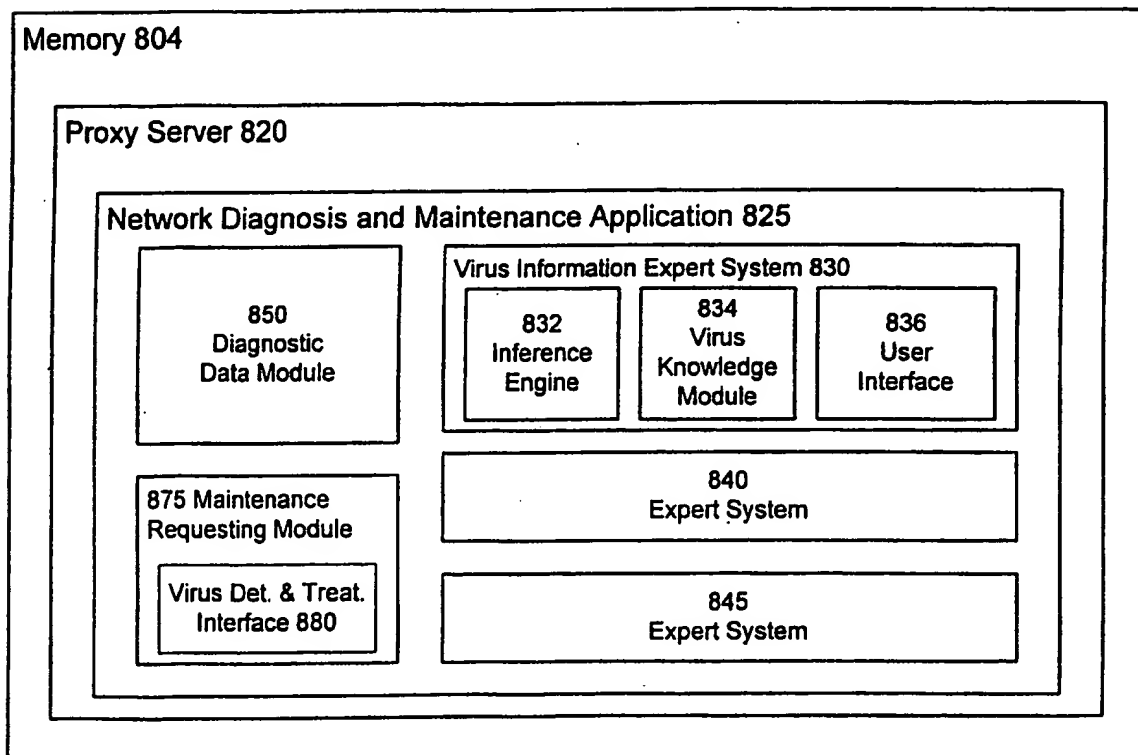 Memory 804
Proxy Server 820
Network Diagnosis and Maintenance Application 825
850
Diagnostic
Data Module
Virus Information Expert System 830
832
Inference
Engine
834
Virus
Knowledge
Module
836
User
Interface
875 Maintenance
Requesting Module
Virus Det. & Treat.
Interface 880
840
Expert System
845
Expert System